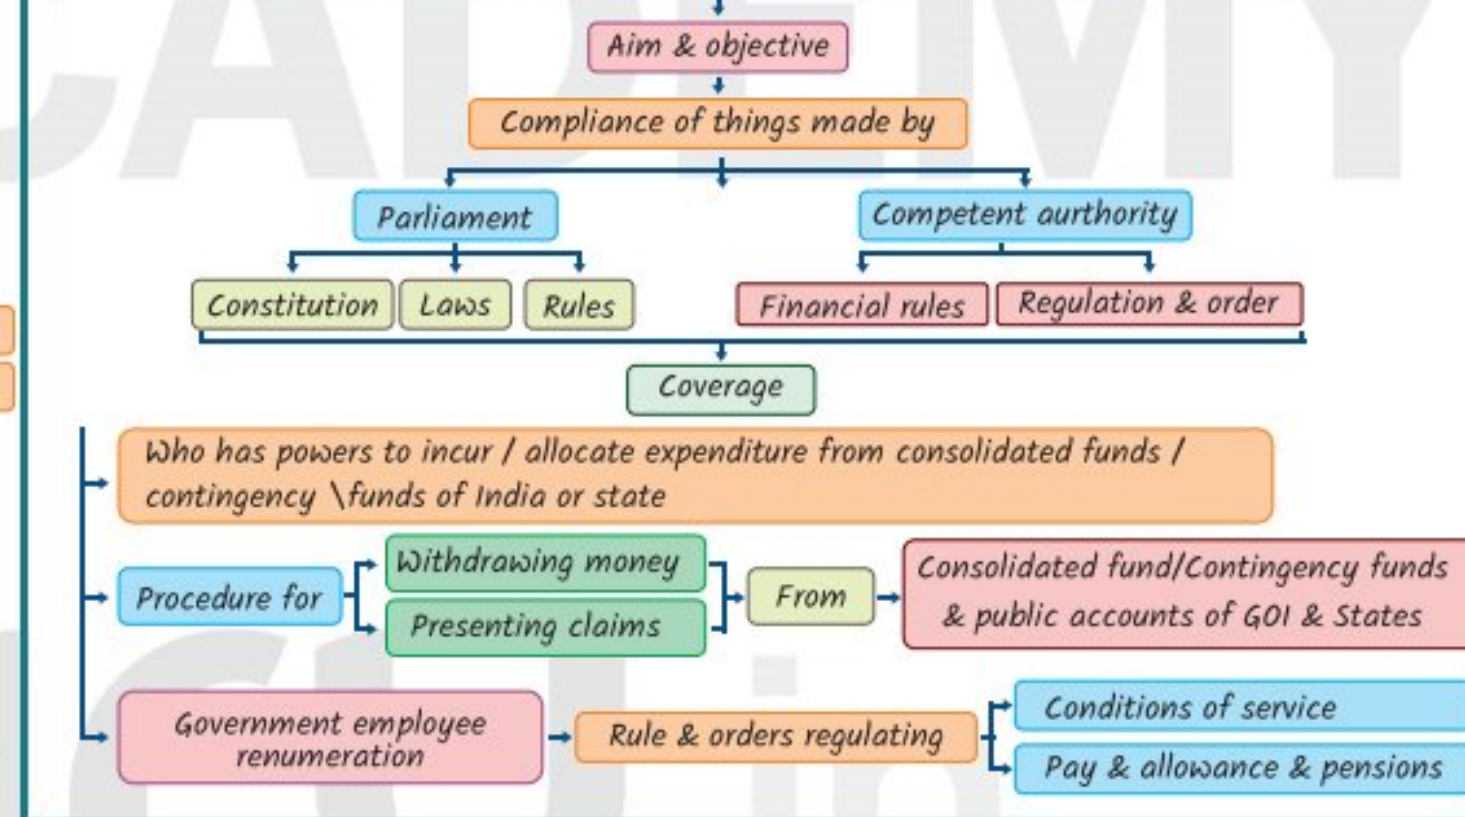 Aim & objective
Compliance of things made by
Parliament
Competent aurthority
Constitution
Laws
Rules
Financial rules
Regulation & order
Coverage
Who has powers to incur / allocate expenditure from consolidated funds /
contingency \funds of India or state
Procedure for
Withdrawing money
Presenting claims
From
Consolidated fund/Contingency funds
& public accounts of GOI & States
Government employee
renumeration
Rule & orders regulating
Conditions of service
Pay & allowance & pensions
CADEMY
in